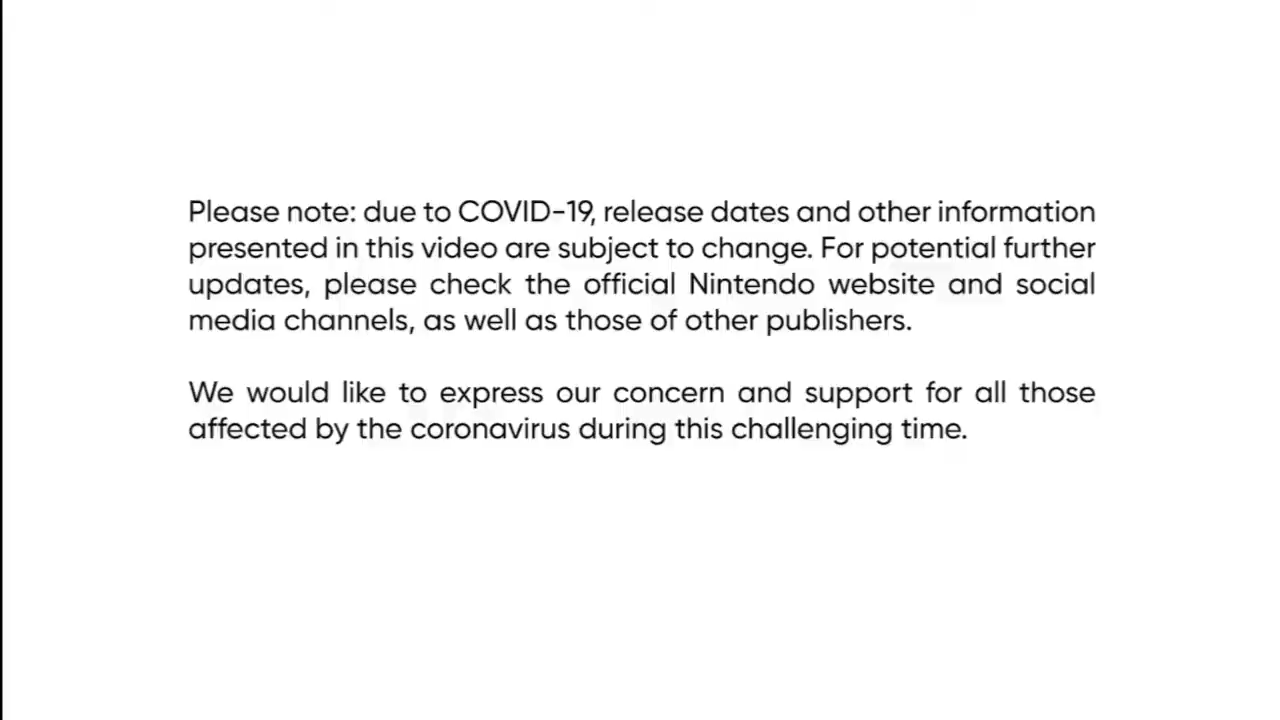 Please note: due to COVID-19, release dates and other information
presented in this video are subject to change. For potential further
updates, please check the official Nintendo website and social
media channels, as well as those of other publishers.
We would like to express our concern and support for all those
affected by the coronavirus during this challenging time.